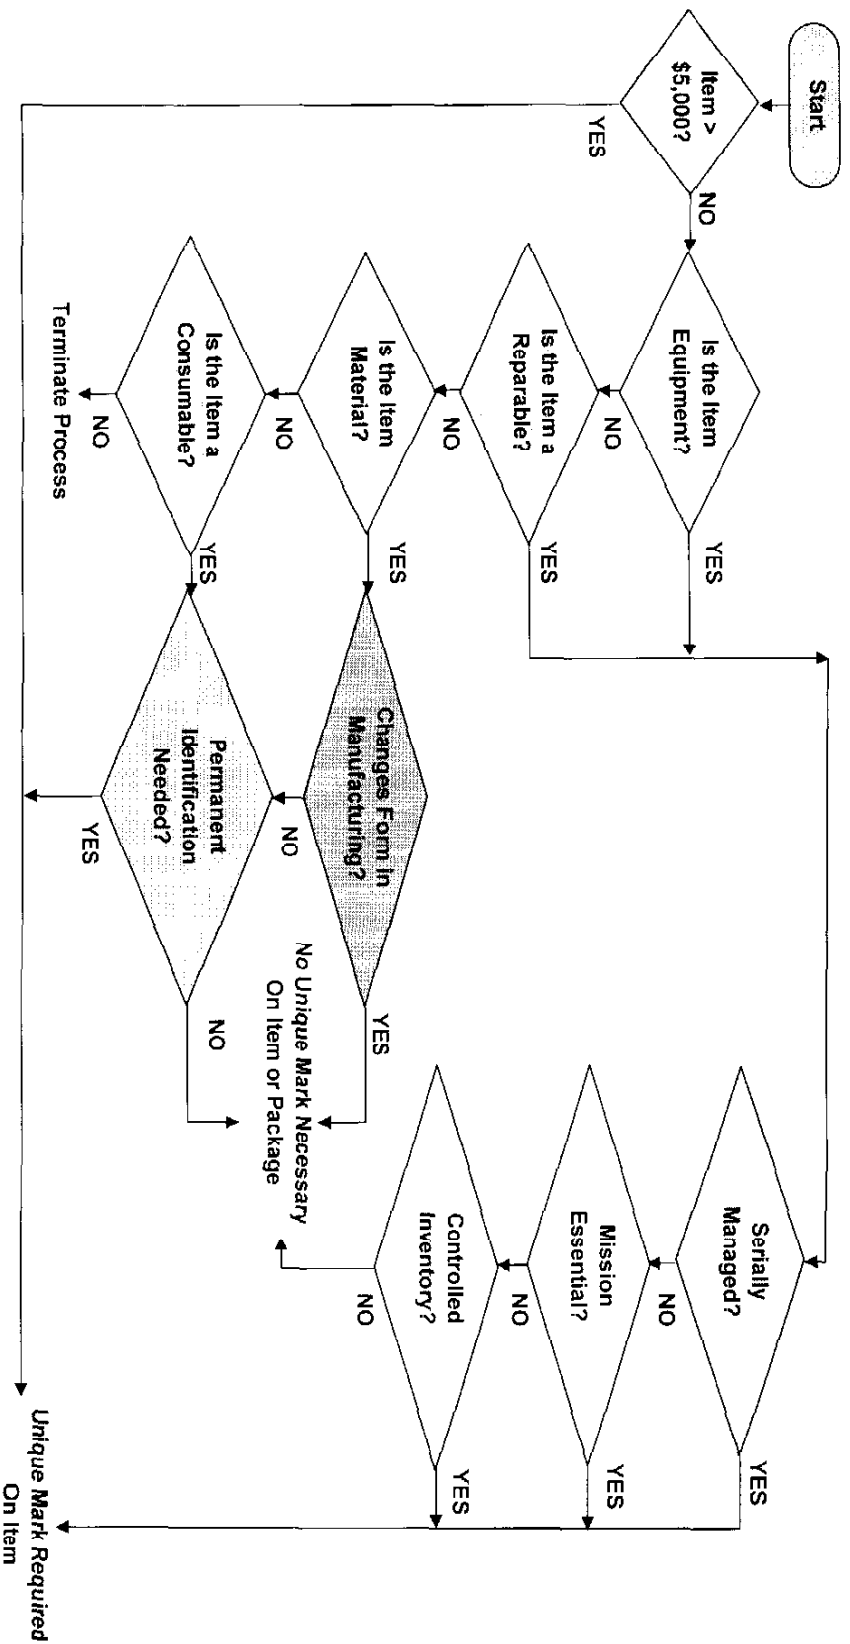 Start
Item >
$5,000?
YES
NO
Is the Item
Equipment?
YES
NO
Is the Item a
Reparable?
YES
NO
Is the Item
Material?
YES
NO
Is the Item a
Consumable?
YES
NO
Terminate Process
Changes Form in
Manufacturing?
YES
NO
Permanent
Identification
Needed?
NO
YES
No Unique Mark Necessary
On Item or Package
Serially
Managed?
YES
NO
Mission
Essential?
YES
NO
Controlled
Inventory?
YES
NO
Unique Mark Required
On Item